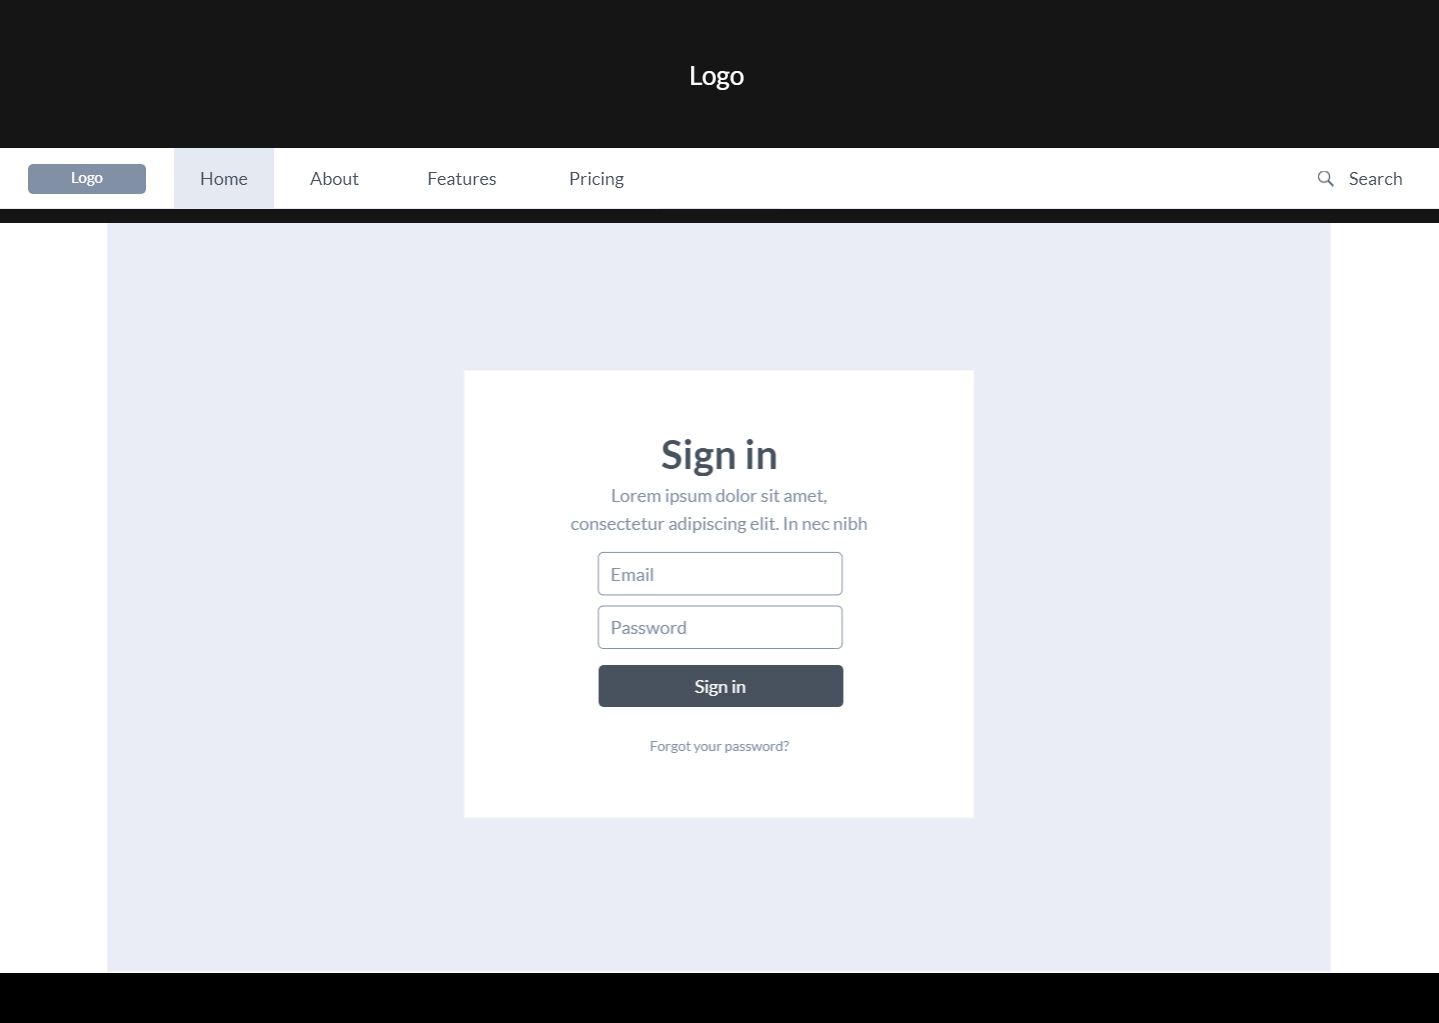 Logo
Logo
Home About Features Pricing Search
Sign in
Lorem ipsum dolor sit amet,
consectetur adipiscing elit. In nec nibh
Email
Password
Sign in
Forgot your password?